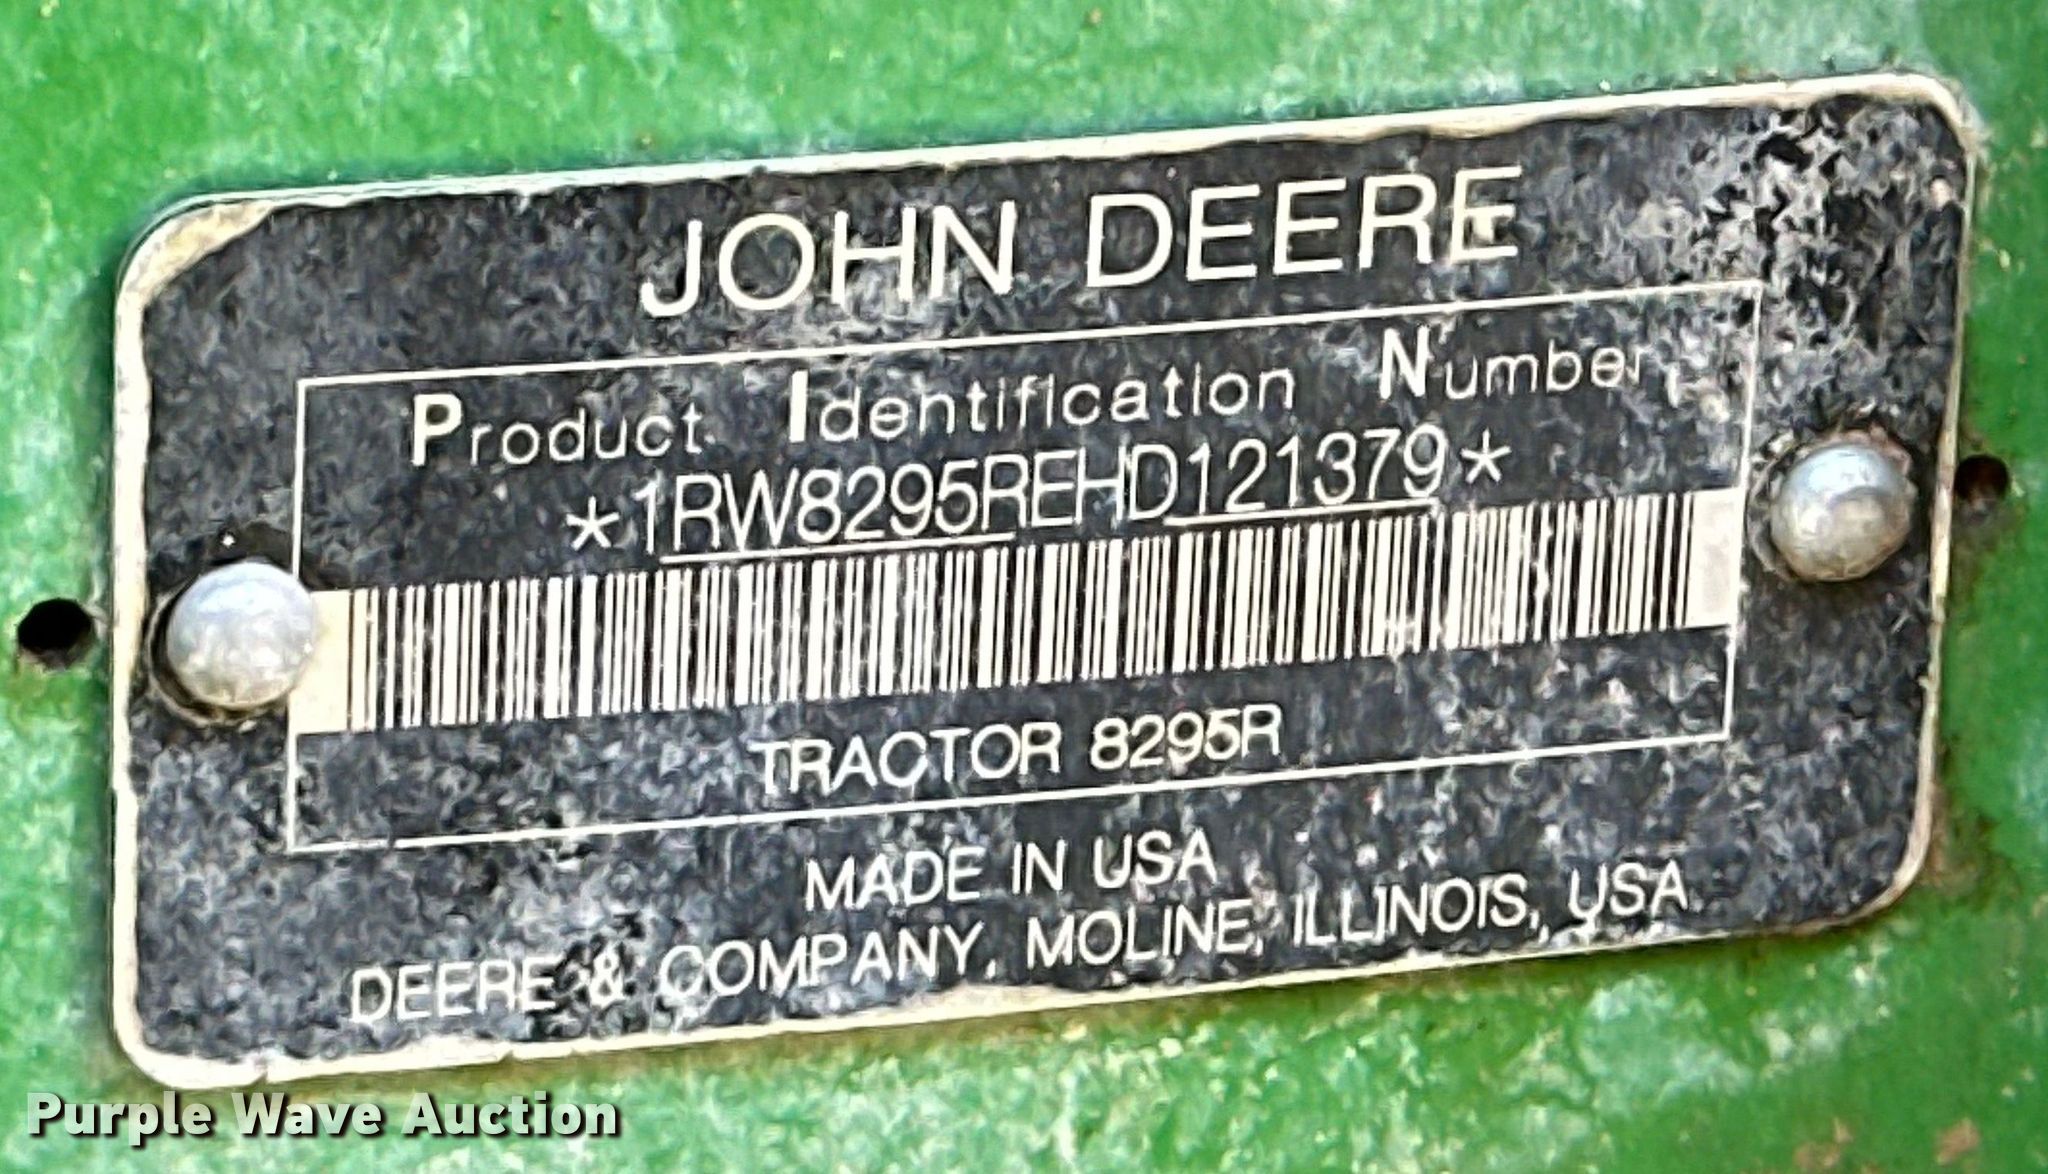 JOHN DEERE
Product Identification Number
*1RW8295REHD121379*
TRACTOR 8295R
MADE IN USA
DEERE & COMPANY, MOLINE, ILLINOIS, USA
Purple Wave Auction